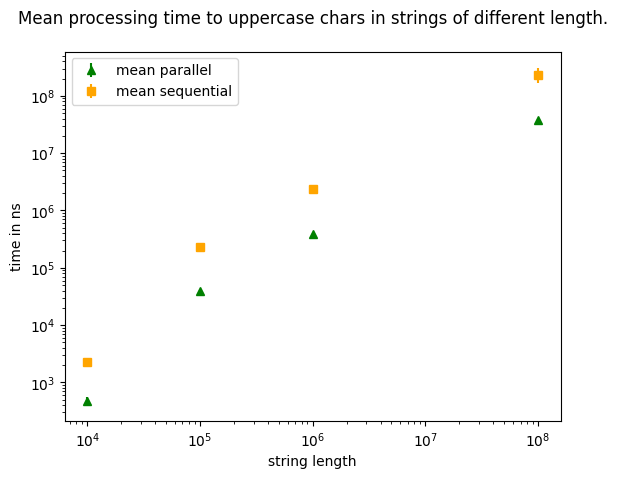 Mean processing time to uppercase chars in strings of different length.
mean parallel
mean sequential
10^8
10^7
10^6
10^5
10^4
10^3
time in ns
10^4 10^5 10^6 10^7 10^8
string length